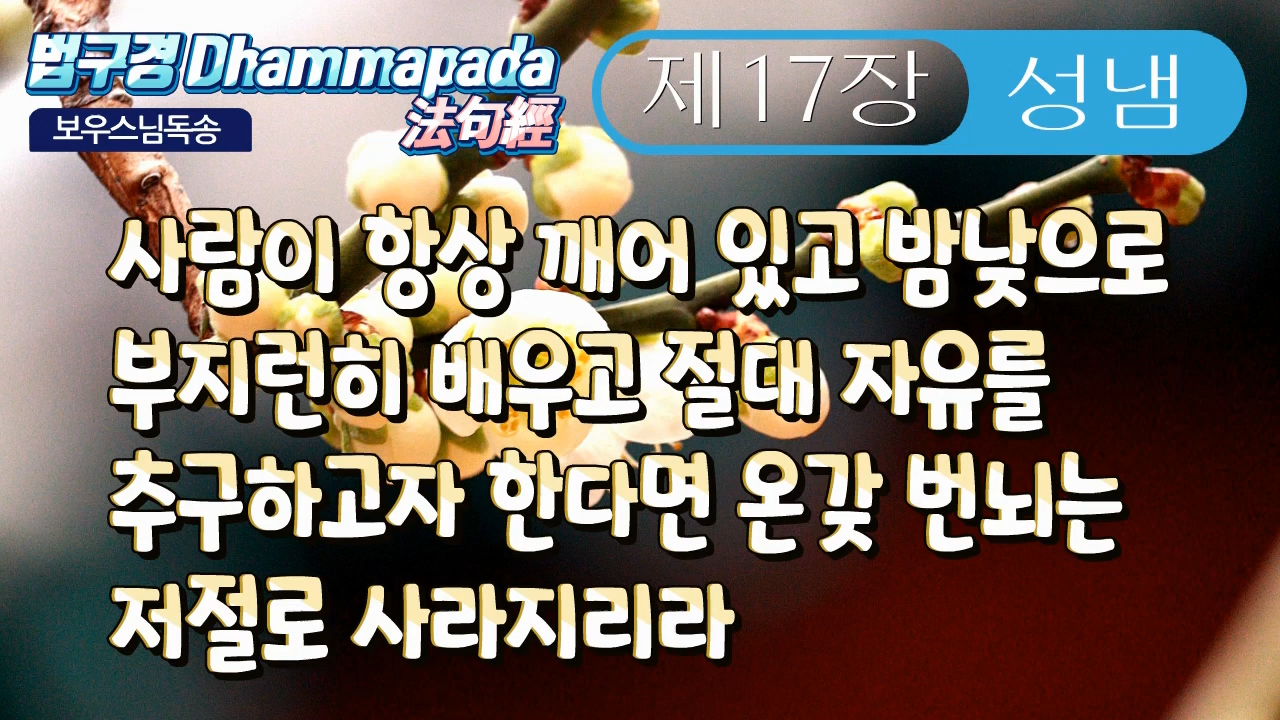 법구경 Dhammapada
法句經
보우스님독송
제17장 성냄
사람이 항상 깨어 있고 밤낮으로
부지런히 배우고 절대 자유를
추구하고자 한다면 온갖 번뇌는
저절로 사라지리라